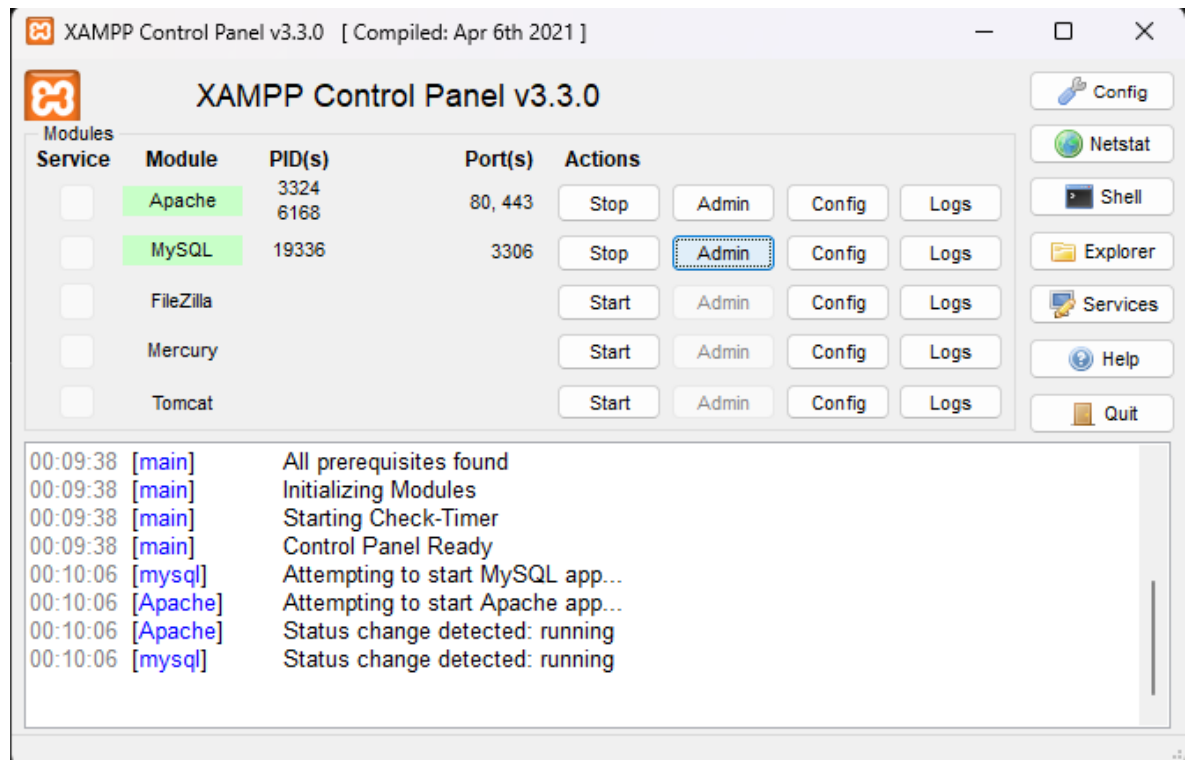 XAMPP Control Panel v3.3.0 [ Compiled: Apr 6th 2021 ]
XAMPP Control Panel v3.3.0
Config
Netstat
Shell
Explorer
Services
Help
Quit
Modules
Service Module PID(s) Port(s) Actions
Apache 3324 6168 80, 443 Stop Admin Config Logs
MySQL 19336 3306 Stop Admin Config Logs
FileZilla Start Admin Config Logs
Mercury Start Admin Config Logs
Tomcat Start Admin Config Logs
00:09:38 [main] All prerequisites found
00:09:38 [main] Initializing Modules
00:09:38 [main] Starting Check-Timer
00:09:38 [main] Control Panel Ready
00:10:06 [mysql] Attempting to start MySQL app...
00:10:06 [Apache] Attempting to start Apache app...
00:10:06 [Apache] Status change detected: running
00:10:06 [mysql] Status change detected: running